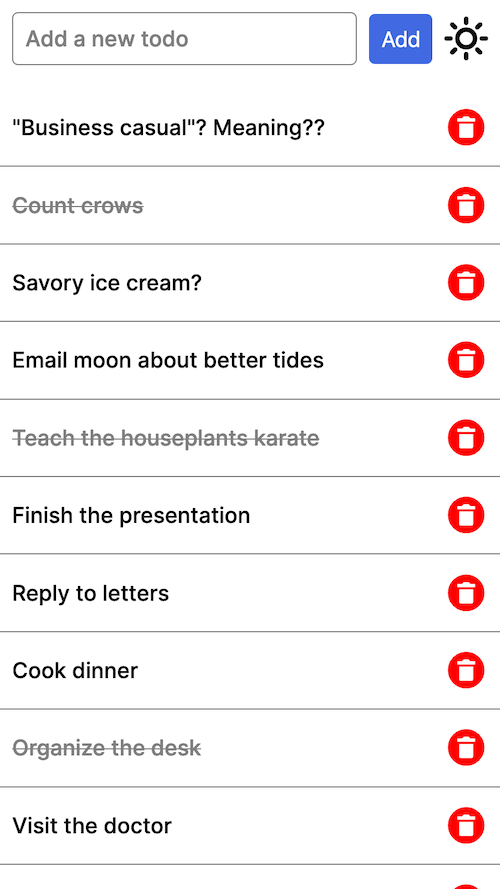 Add a new todo
Add
"Business casual"? Meaning??
Count crows
Savory ice cream?
Email moon about better tides
Teach the houseplants karate
Finish the presentation
Reply to letters
Cook dinner
Organize the desk
Visit the doctor